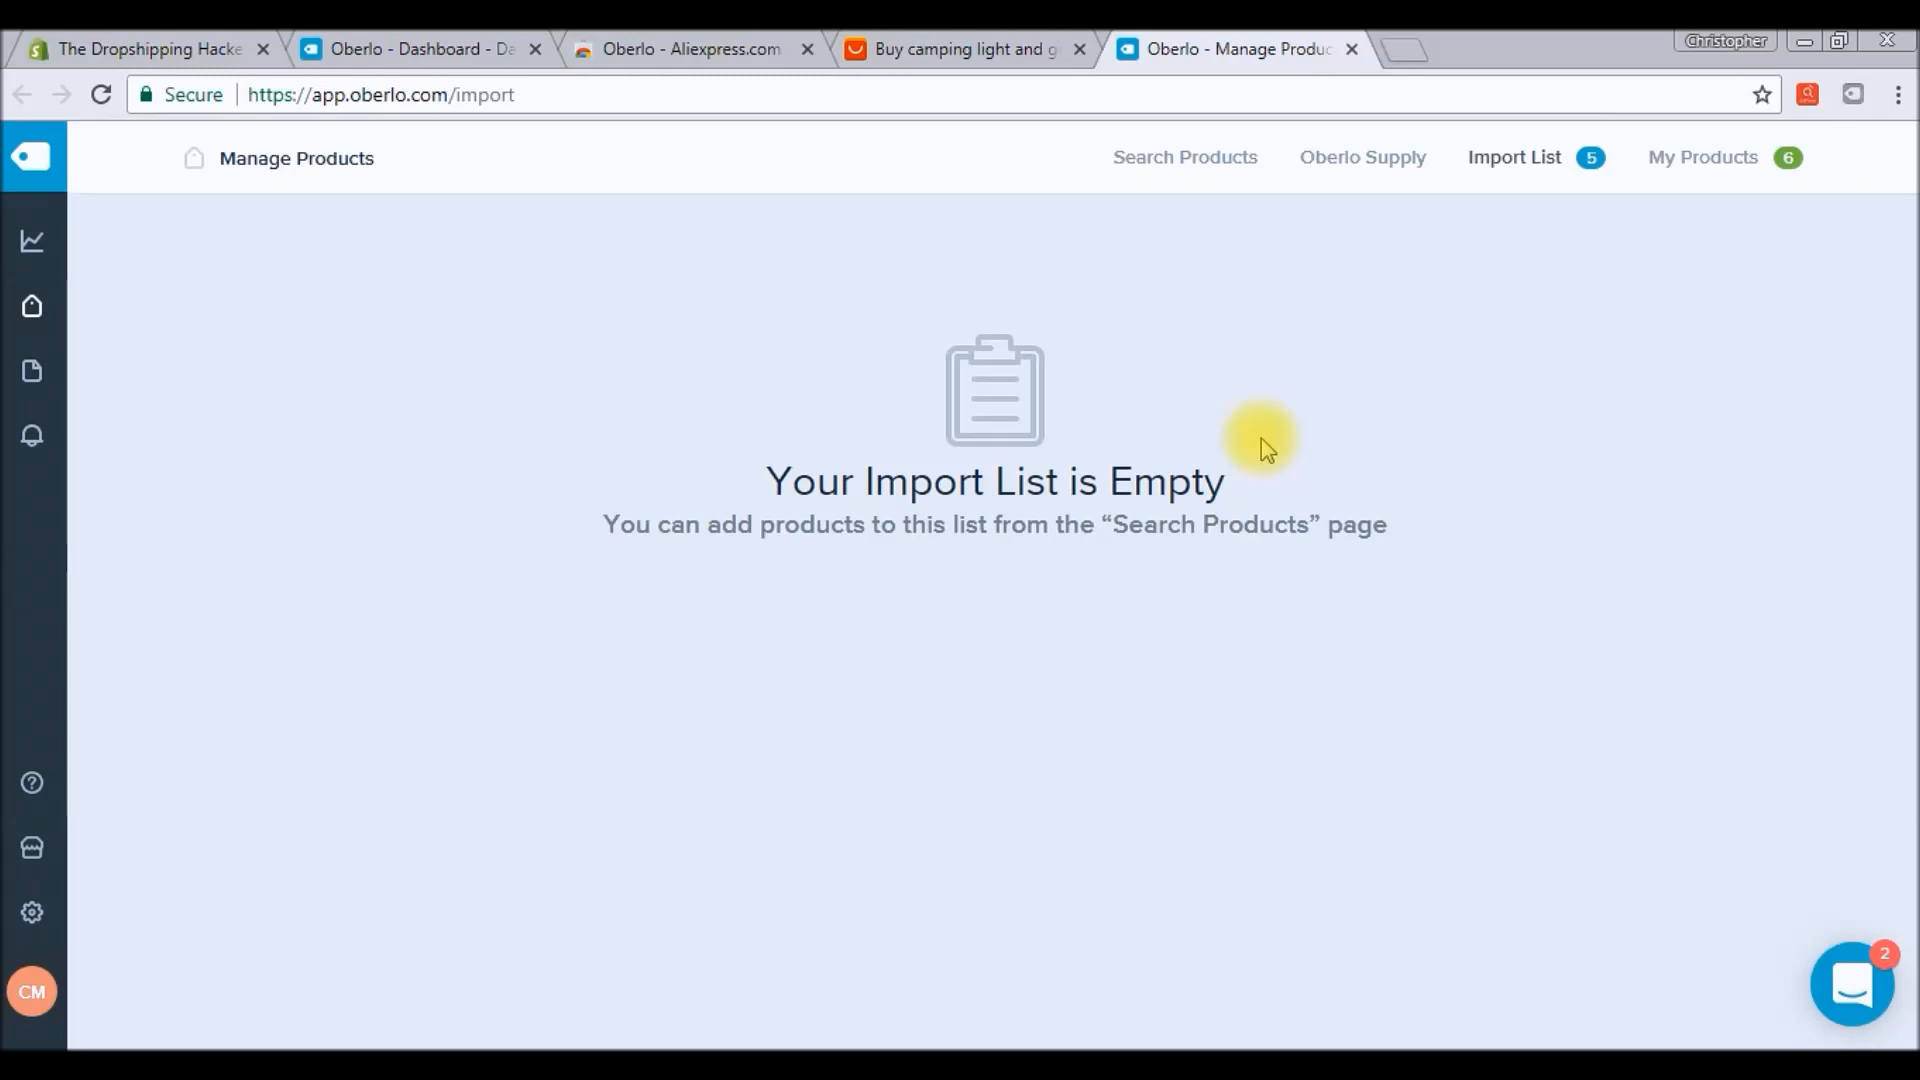 The Dropshipping Hacke
Oberlo - Dashboard - Da
Oberlo - Aliexpress.com
Buy camping light and g
Oberlo - Manage Produc
Christopher
Secure
https://app.oberlo.com/import
Manage Products
Search Products
Oberlo Supply
Import List 5
My Products 6
Your Import List is Empty
You can add products to this list from the “Search Products” page
CM
2